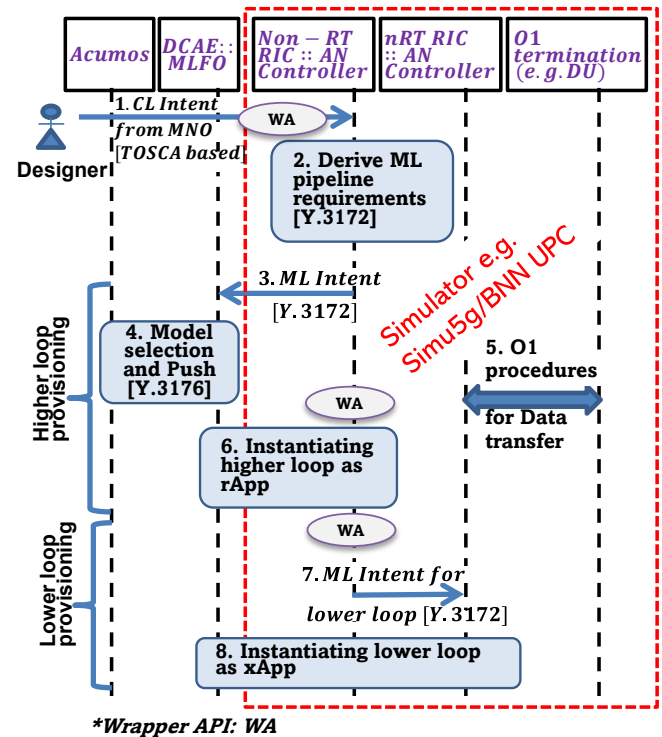 Acumos
DCAE::
MLFO
Non − RT
RIC :: AN
Controller
nRT RIC
:: AN
Controller
O1
termination
(e.g.DU)
1. CL Intent
from MNO
[TOSCA based]
WA
Designer
2. Derive ML
pipeline
requirements
[Y.3172]
3. ML Intent
[Y.3172]
Simulator e.g.
Simu5g/BNN UPC
4. Model
selection
and Push
[Y.3176]
5. O1
procedures
for Data
transfer
WA
6. Instantiating
higher loop as
rApp
Higher loop
provisioning
WA
7. ML Intent for
lower loop [Y.3172]
Lower loop
provisioning
8. Instantiating lower loop
as xApp
*Wrapper API: WA